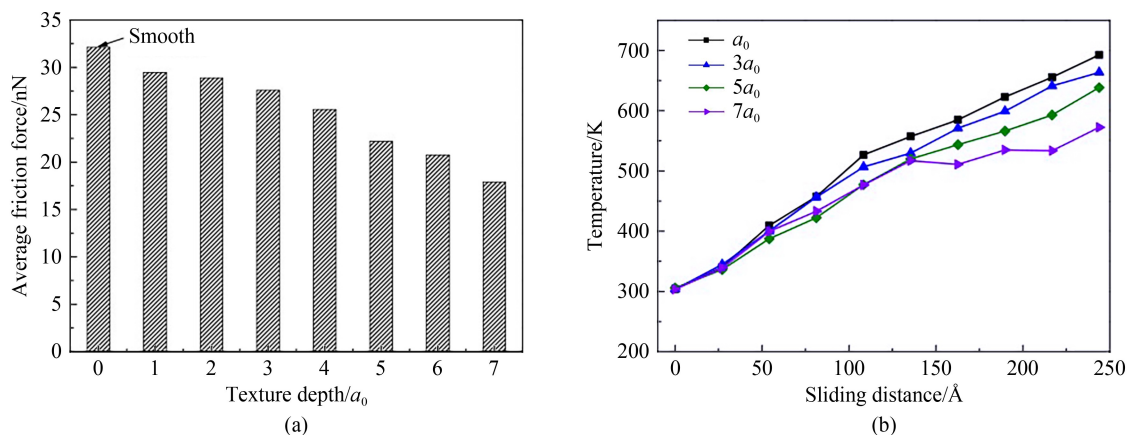 35
30
25
20
15
10
5
0
Average friction force/nN
Smooth
0 1 2 3 4 5 6 7
Texture depth/a₀
(a)
700
600
500
400
300
200
Temperature/K
a₀
3a₀
5a₀
7a₀
0 50 100 150 200 250
Sliding distance/Å
(b)